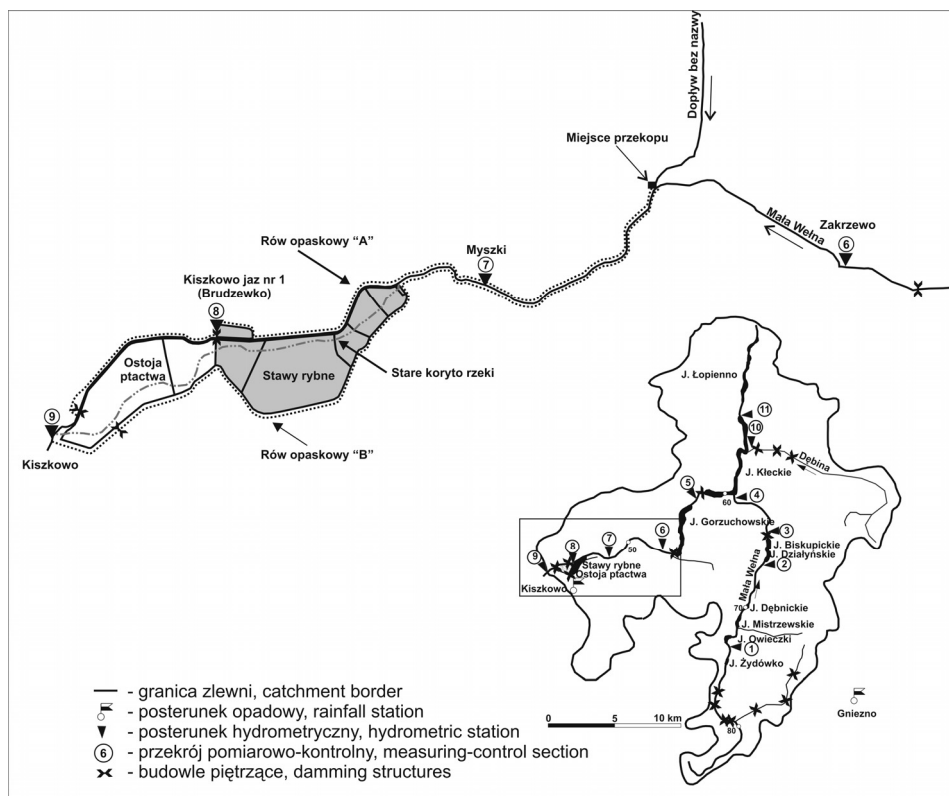 Dopływ bez nazwy
Miejsce przekopu
Mała Wełna
Zakrzewo
6
Rów opaskowy “A”
Myszki
7
Kiszkowo jaz nr 1
(Brudzewko)
8
Ostoja
ptactwa
Stawy rybne
Stare koryto rzeki
9
Kiszkowo
Rów opaskowy “B”
J. Łopienno
11
10
Dębina
J. Kłeckie
5
60
4
J. Gorzuchowskie
3
6
7
50
8
9
J. Biskupickie
J. Działyńskie
2
Stawy rybne
Ostoja ptactwa
Kiszkowo
Mała Wełna
70
J. Dębnickie
J. Mistrzewskie
J. Owieczki
1
J. Żydówko
80
Gniezno
0 5 10 km
- granica zlewni, catchment border
- posterunek opadowy, rainfall station
- posterunek hydrometryczny, hydrometric station
6 - przekrój pomiarowo-kontrolny, measuring-control section
- budowle piętrzące, damming structures